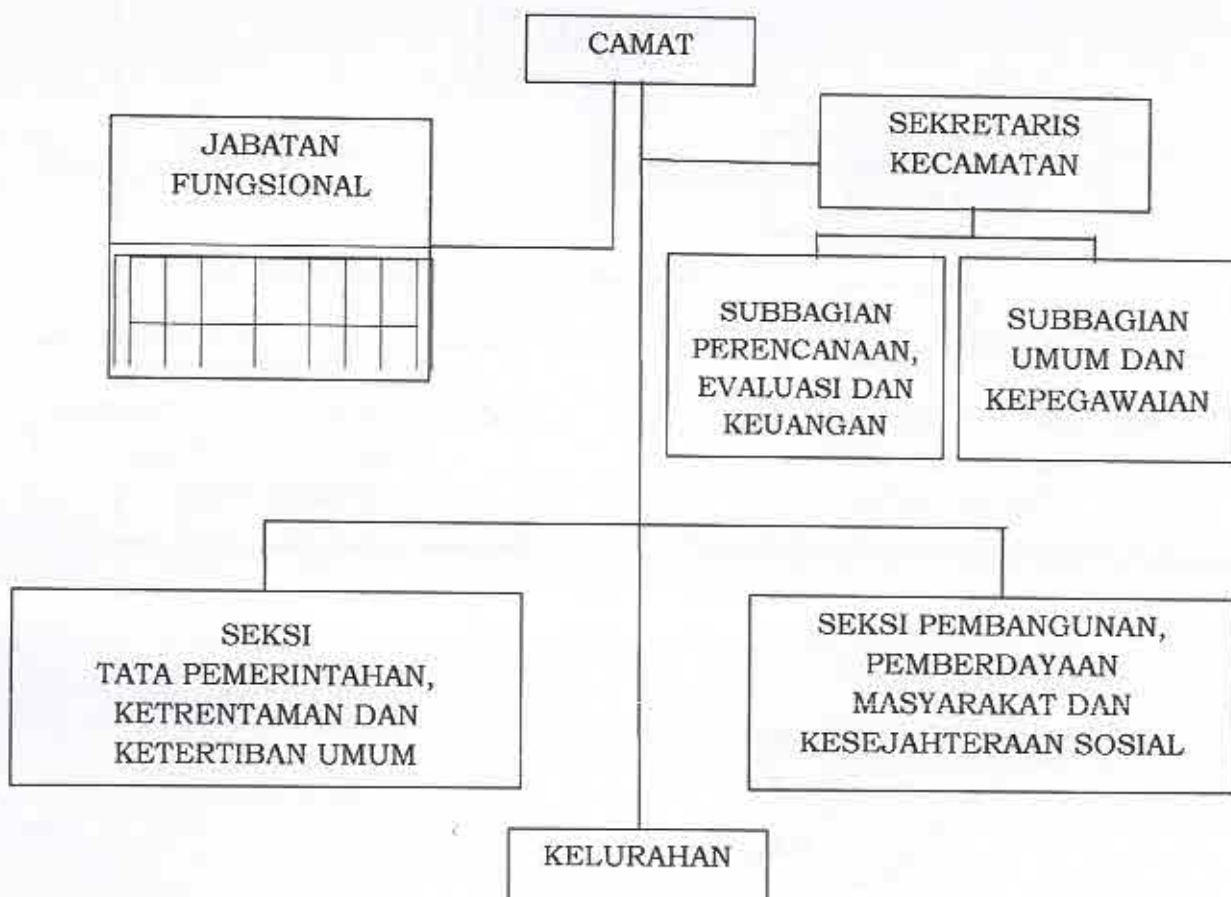 CAMAT
JABATAN
FUNGSIONAL
SEKRETARIS
KECAMATAN
SUBBAGIAN
PERENCANAAN,
EVALUASI DAN
KEUANGAN
SUBBAGIAN
UMUM DAN
KEPEGAWAIAN
SEKSI
TATA PEMERINTAHAN,
KETRENTAMAN DAN
KETERTIBAN UMUM
SEKSI PEMBANGUNAN,
PEMBERDAYAAN
MASYARAKAT DAN
KESEJAHTERAAN SOSIAL
KELURAHAN